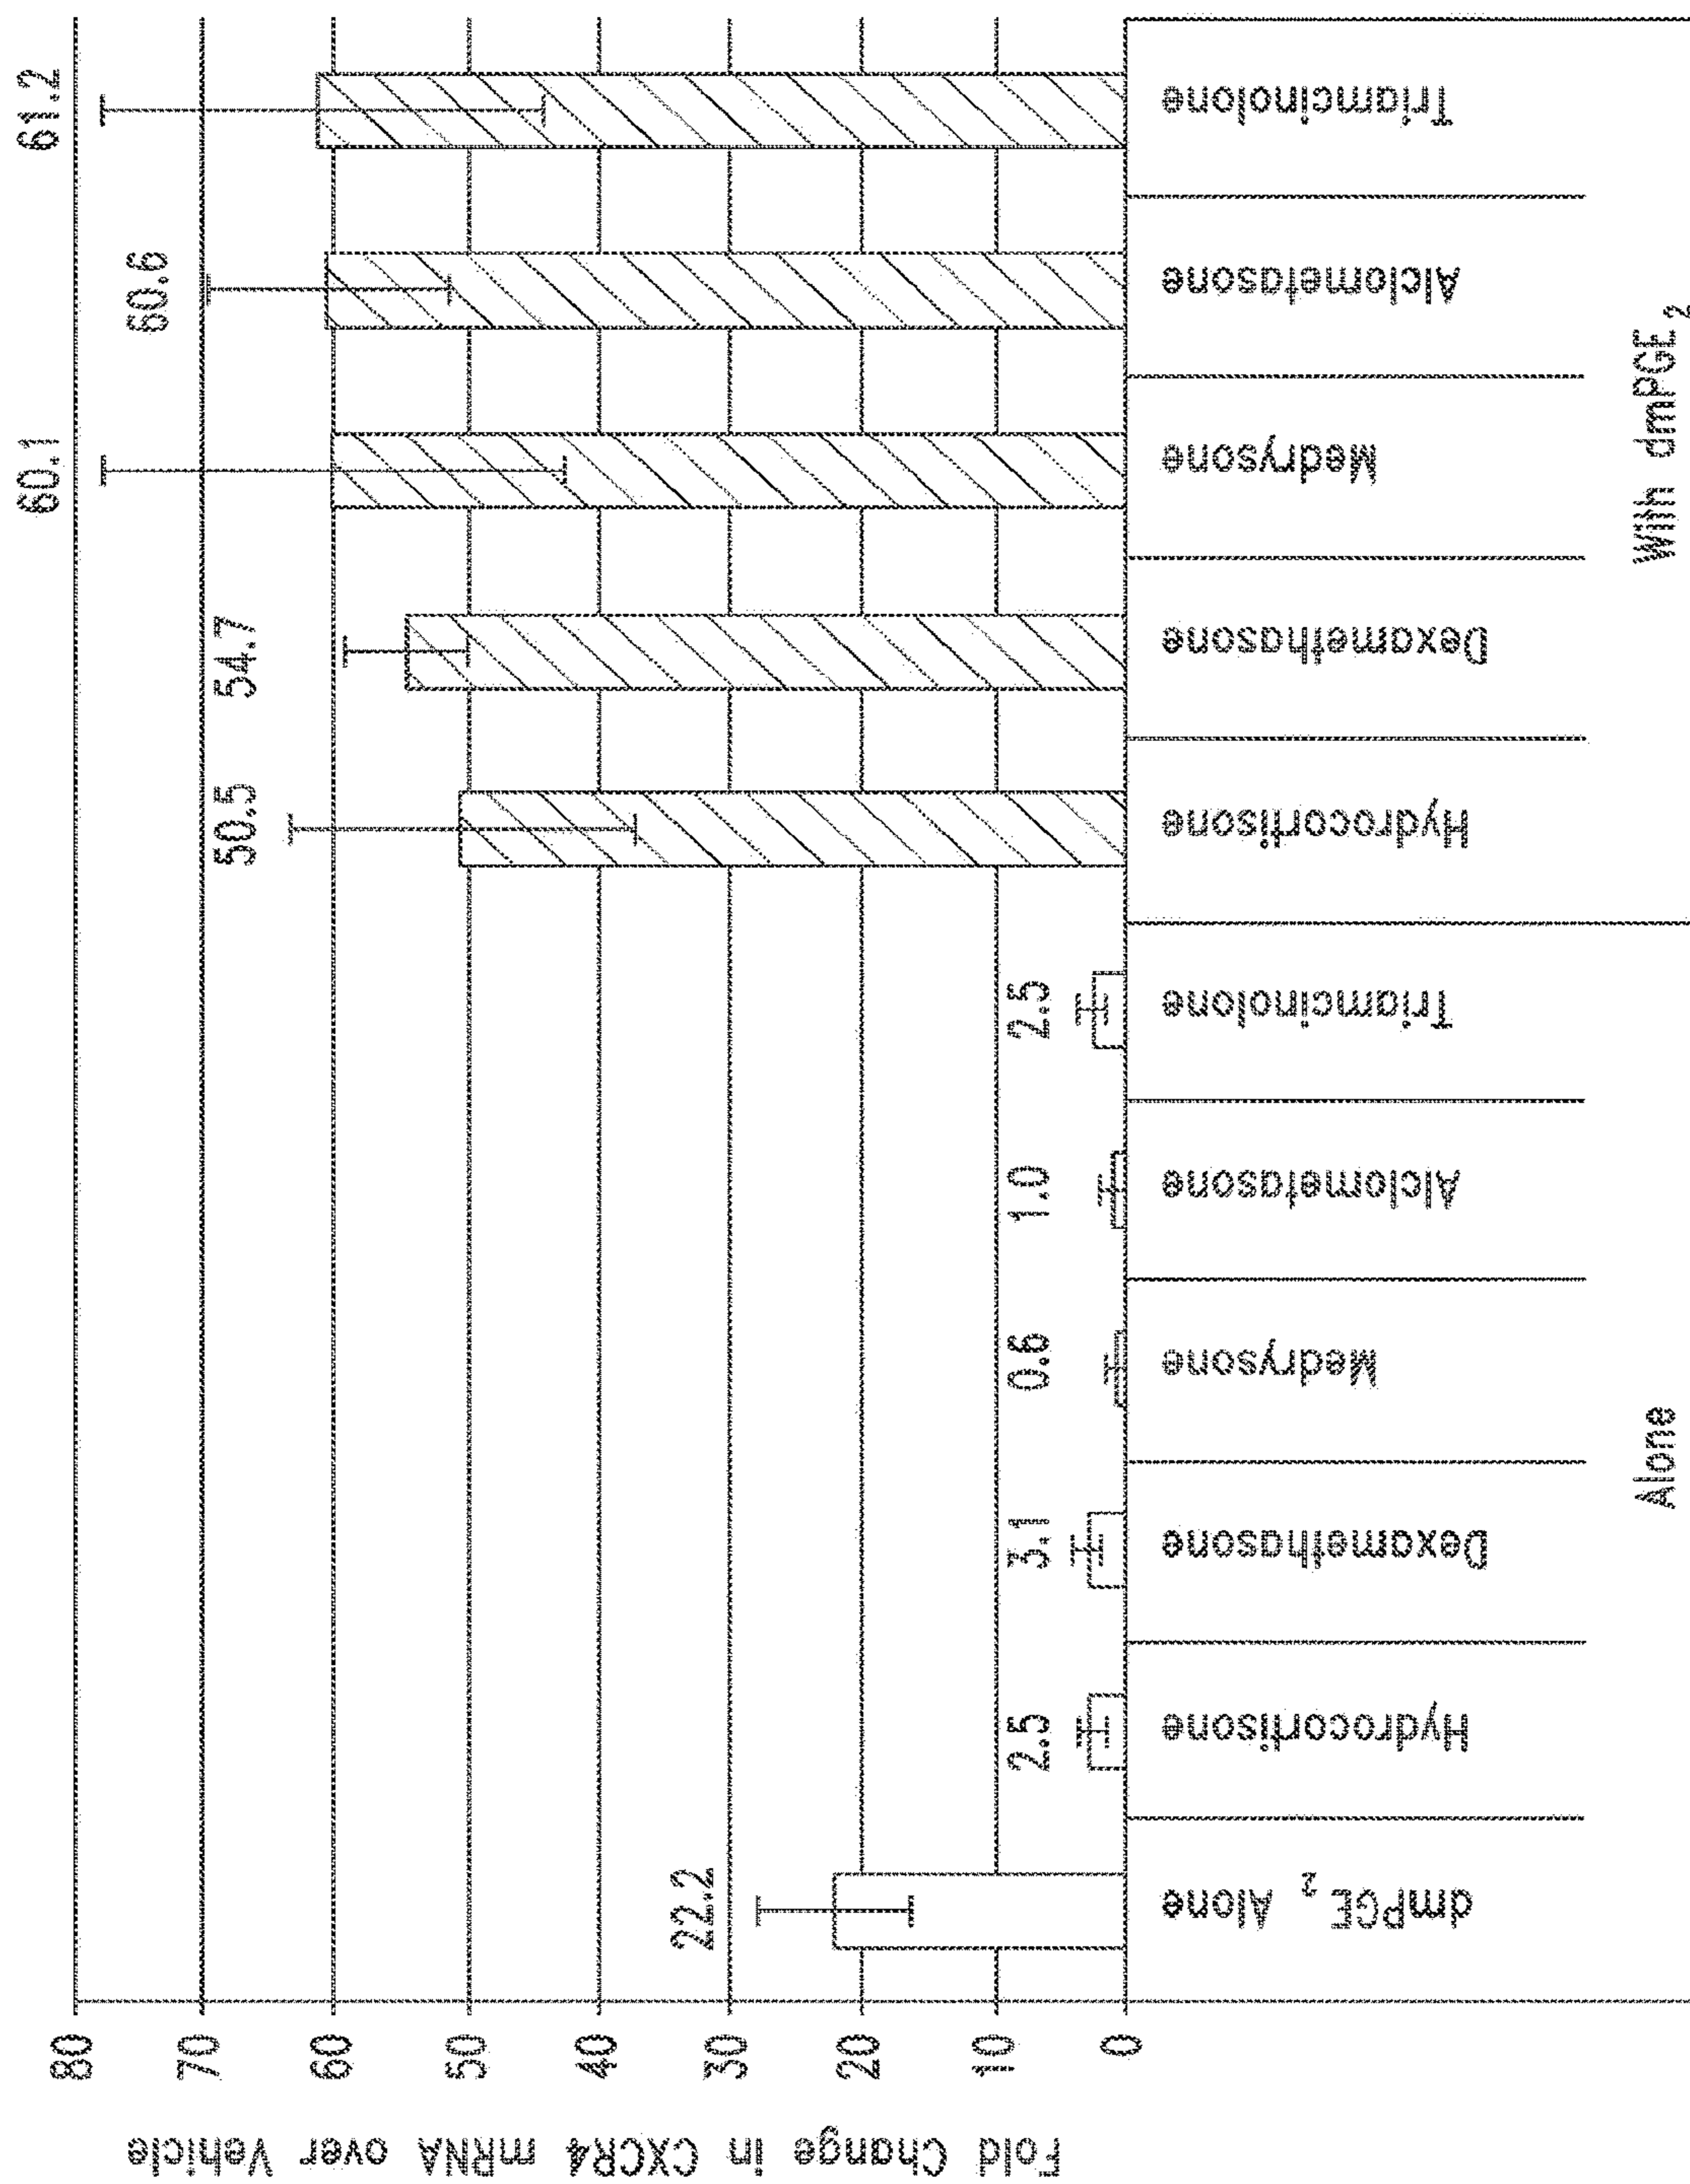 Fold Change in CXCR4 mRNA over Vehicle
80
70
60
50
40
30
20
10
0
22.2
2.5
3.1
0.6
1.0
2.5
50.5
54.7
60.1
60.6
61.2
dmPGE₂ Alone
Hydrocortisone
Dexamethasone
Medrysone
Alclometasone
Triamcinolone
Hydrocortisone
Dexamethasone
Medrysone
Alclometasone
Triamcinolone
Alone
With dmPGE₂